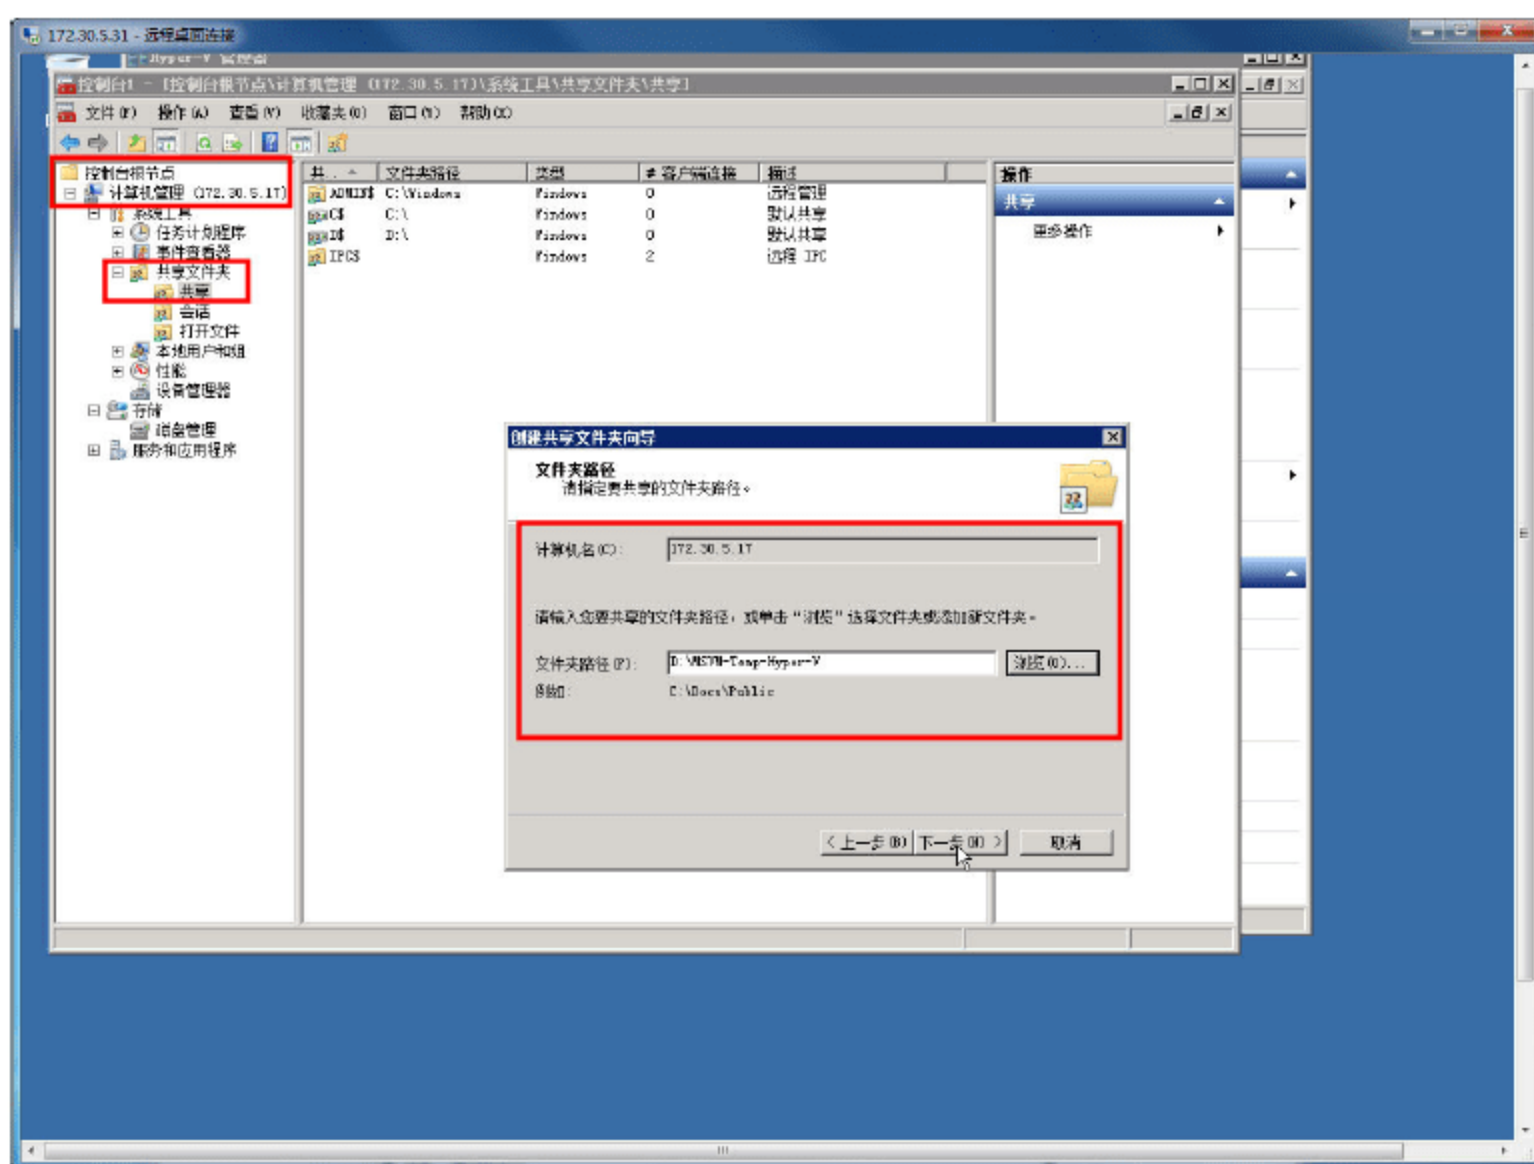 172.30.5.31 - 远程桌面连接
Hyper-V 管理器
控制台1 - [控制台根节点\计算机管理 (172.30.5.17)\系统工具\共享文件夹\共享]
文件(F) 操作(A) 查看(V) 收藏夹(O) 窗口(W) 帮助(H)
控制台根节点
计算机管理 (172.30.5.17)
系统工具
任务计划程序
事件查看器
共享文件夹
共享
会话
打开文件
本地用户和组
性能
设备管理器
存储
磁盘管理
服务和应用程序
共.. 文件夹路径 类型 # 客户端连接 描述
ADMIN$ C:\Windows Windows 0 远程管理
C$ C:\ Windows 0 默认共享
D$ D:\ Windows 0 默认共享
IPC$ Windows 2 远程 IPC
操作
共享
更多操作
创建共享文件夹向导
文件夹路径
请指定要共享的文件夹路径。
计算机名(C): 172.30.5.17
请输入您要共享的文件夹路径，或单击“浏览”选择文件夹或添加新文件夹。
文件夹路径(F): 浏览(O)...
例如: C:\Docs\Public
< 上一步(B) 下一步(N) > 取消